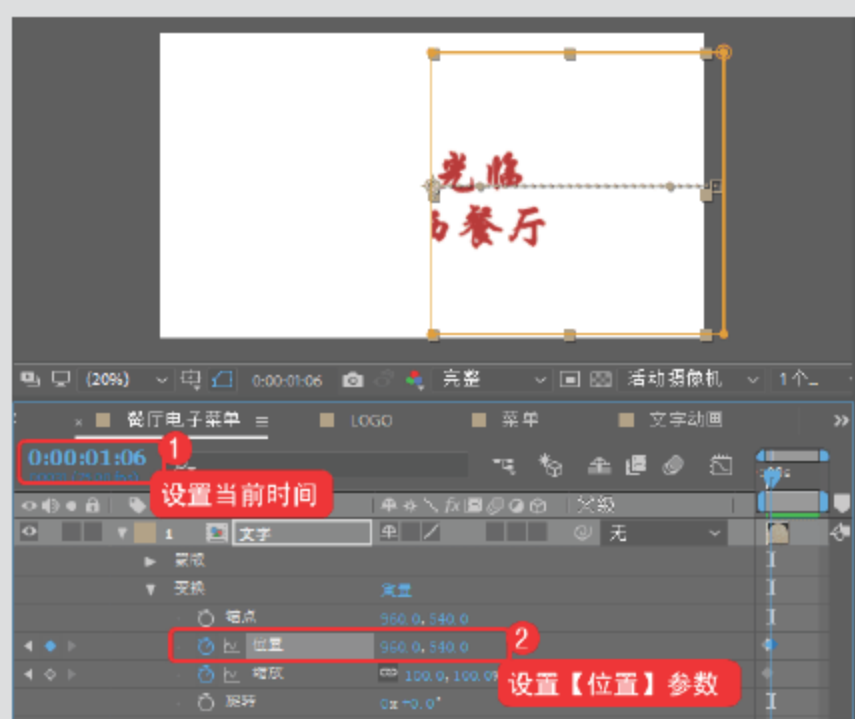 光临
餐厅
(20%)
0:00:01:06
完整
活动摄像机
1个...
餐厅电子菜单
LOGO
菜单
文字动画
0:00:01:06
1
设置当前时间
父级
1
文字
无
蒙版
变换
重置
锚点
960.0,540.0
位置
960.0,540.0
2
缩放
100.0,100.0%
设置【位置】参数
旋转
0x+0.0°